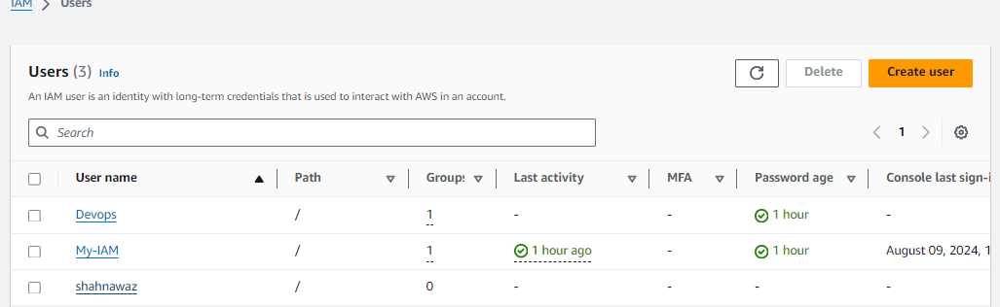 IAM > Users
Users (3) Info
Delete
Create user
An IAM user is an identity with long-term credentials that is used to interact with AWS in an account.
Search
1
User name Path Groups Last activity MFA Password age Console last sign-i
Devops / 1 - - 1 hour -
My-IAM / 1 1 hour ago - 1 hour August 09, 2024, 1
shahnawaz / 0 - - - -